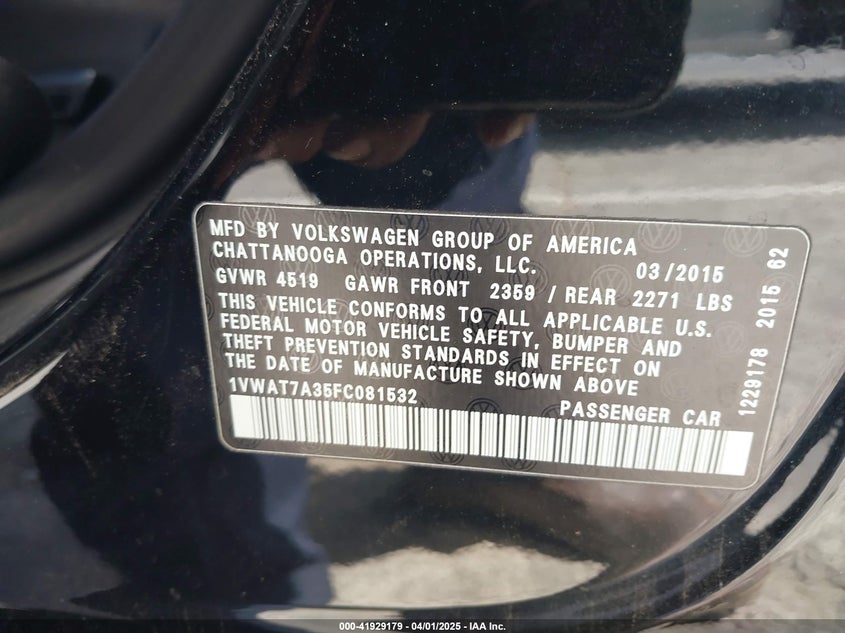 MFD BY VOLKSWAGEN GROUP OF AMERICA
CHATTANOOGA OPERATIONS, LLC. 03/2015
GVWR 4519 GAWR FRONT 2359 / REAR 2271 LBS
THIS VEHICLE CONFORMS TO ALL APPLICABLE U.S.
FEDERAL MOTOR VEHICLE SAFETY, BUMPER AND
THEFT PREVENTION STANDARDS IN EFFECT ON
THE DATE OF MANUFACTURE SHOWN ABOVE
1VWAT7A35FC081532 PASSENGER CAR
1229178 2015 62
000-41929179 - 04/01/2025 - IAA Inc.